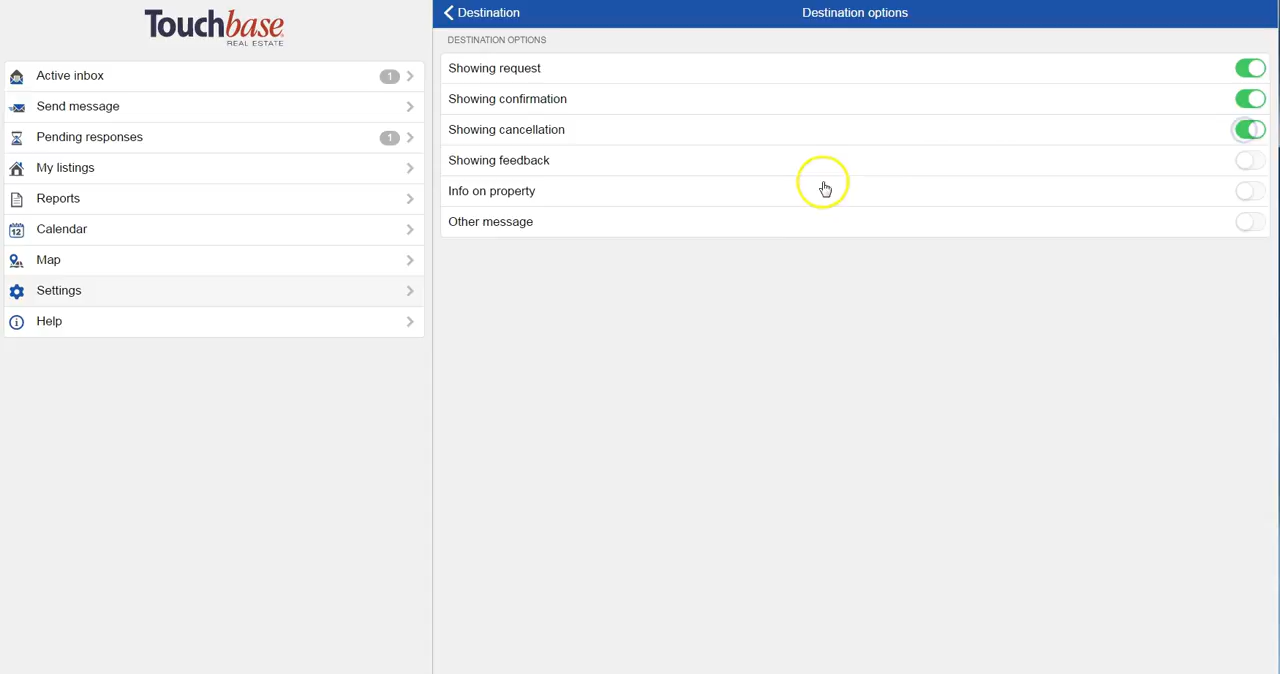 Touchbase
REAL ESTATE
Active inbox 1
Send message
Pending responses 1
My listings
Reports
12 Calendar
Map
Settings
Help
Destination
Destination options
DESTINATION OPTIONS
Showing request
Showing confirmation
Showing cancellation
Showing feedback
Info on property
Other message